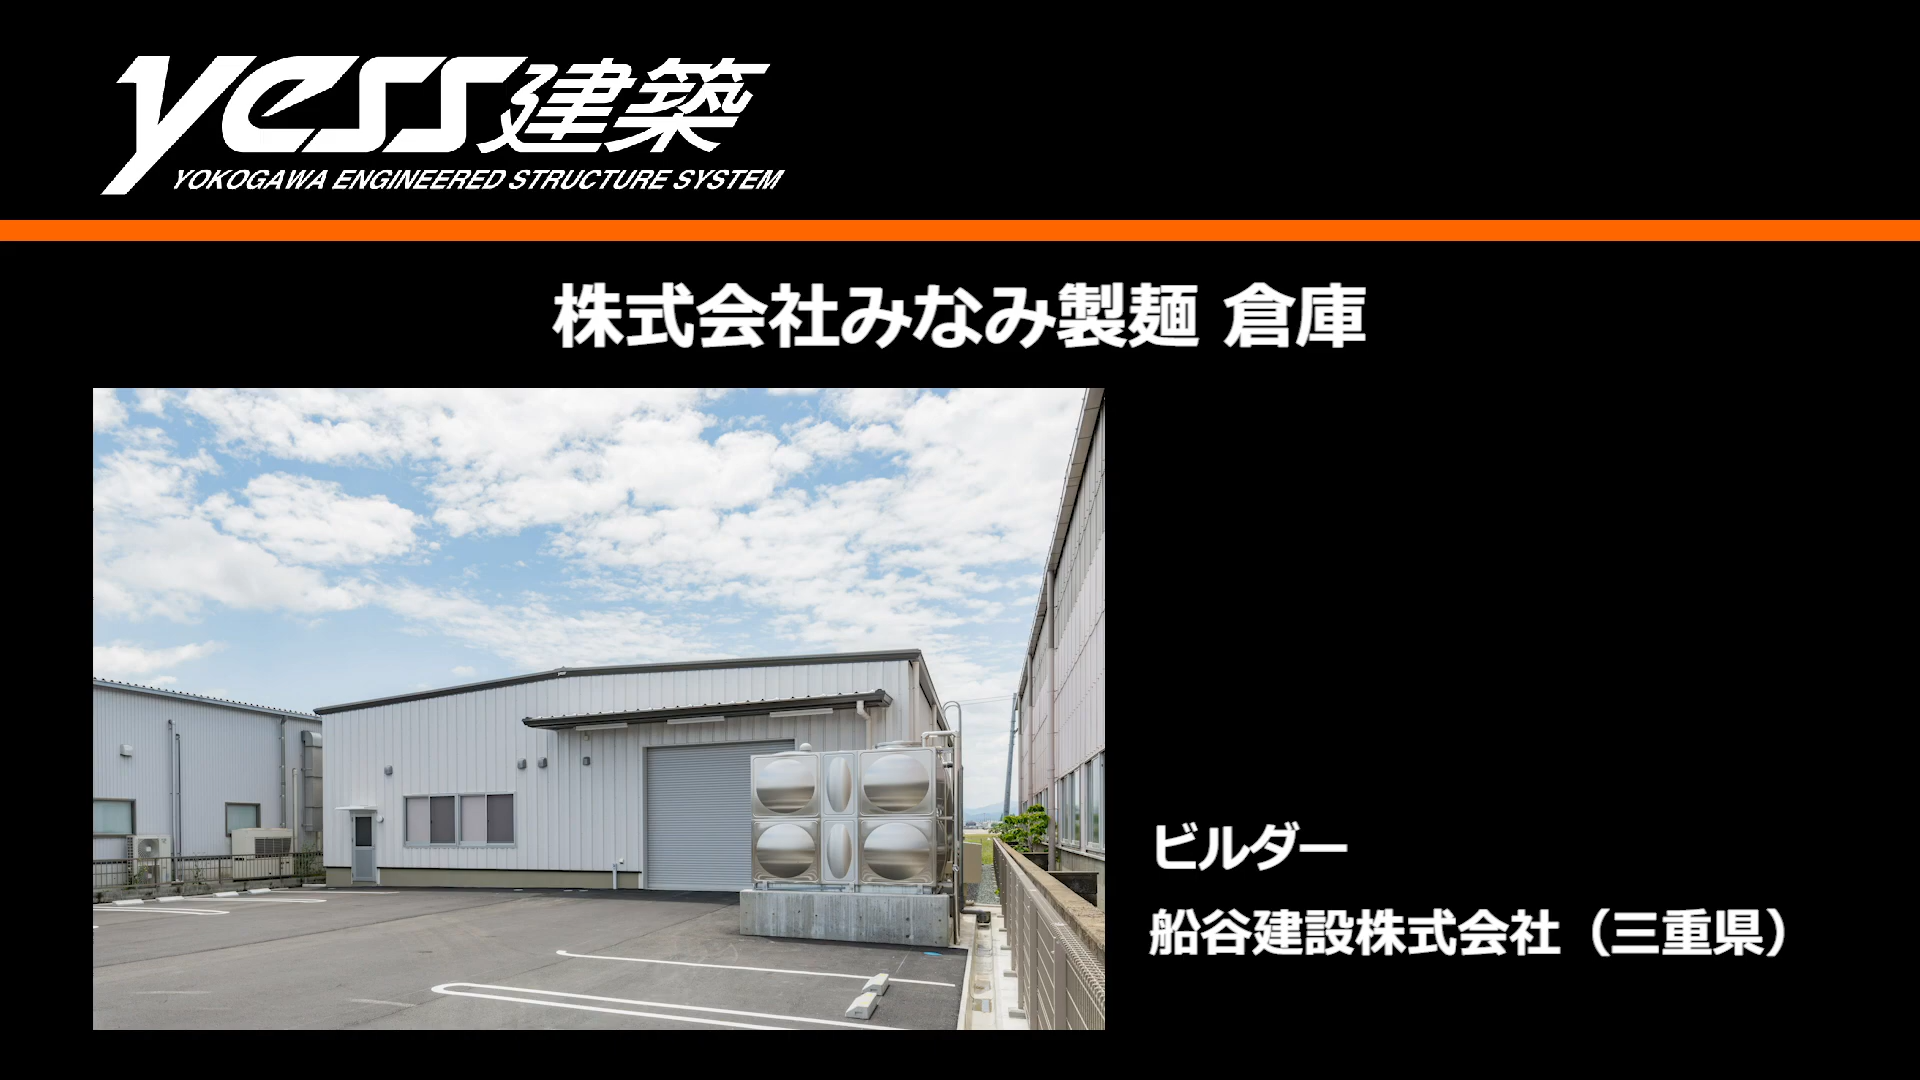 yess建築
YOKOGAWA ENGINEERED STRUCTURE SYSTEM
株式会社みなみ製麺 倉庫
ビルダー
船谷建設株式会社（三重県）